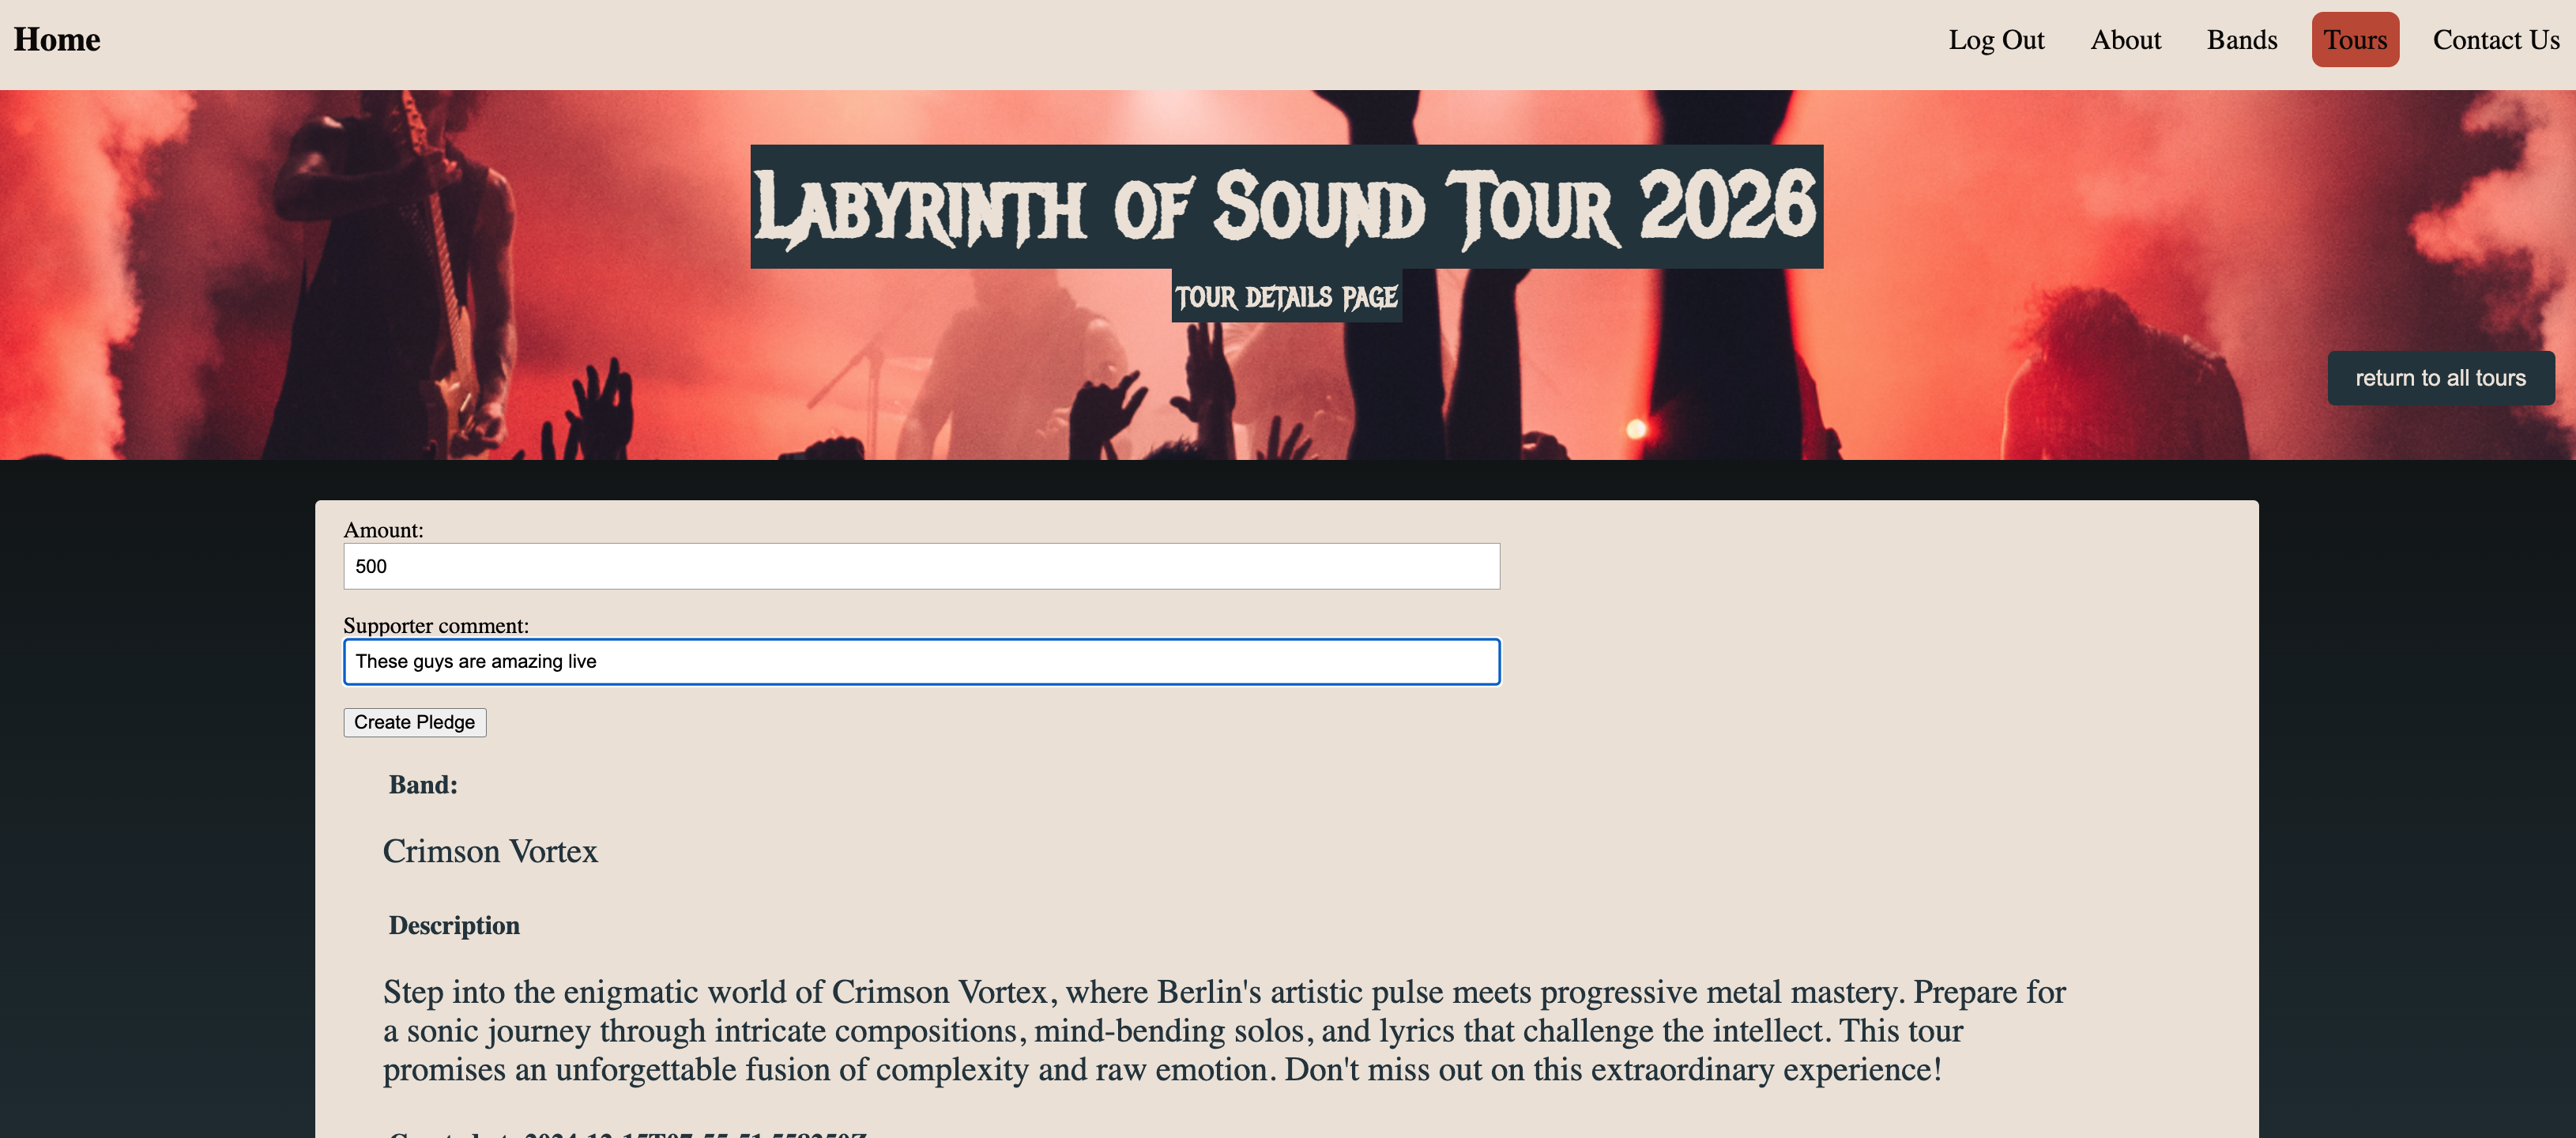 Home
Log Out About Bands Tours Contact Us
Labyrinth of Sound Tour 2026
TOUR DETAILS PAGE
return to all tours
Amount:
500
Supporter comment:
These guys are amazing live
Create Pledge
Band:
Crimson Vortex
Description
Step into the enigmatic world of Crimson Vortex, where Berlin's artistic pulse meets progressive metal mastery. Prepare for
a sonic journey through intricate compositions, mind-bending solos, and lyrics that challenge the intellect. This tour
promises an unforgettable fusion of complexity and raw emotion. Don't miss out on this extraordinary experience!